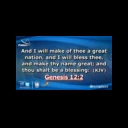 And I will make of thee a great
nation, and I will bless thee,
and make thy name great; and
thou shalt be a blessing: (KJV)
Genesis 12:2